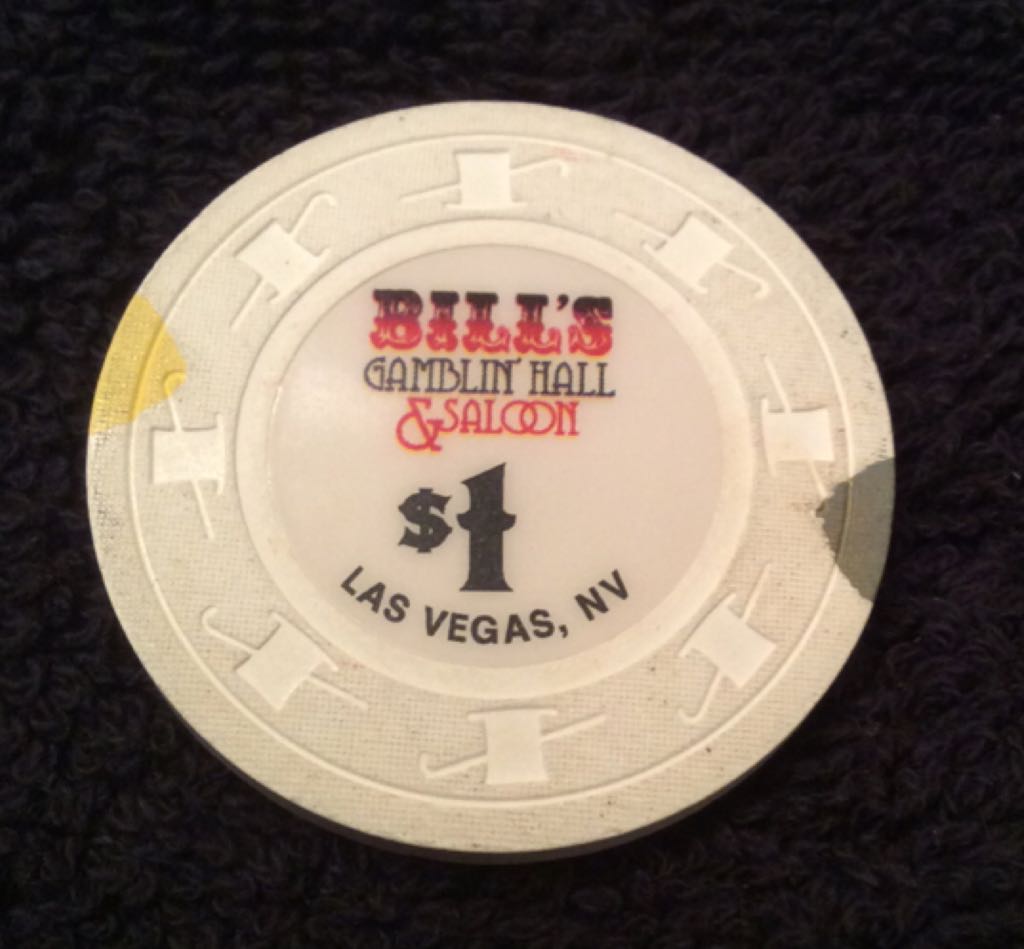 BILL'S
GAMBLIN' HALL
& SALOON
$1
LAS VEGAS, NV